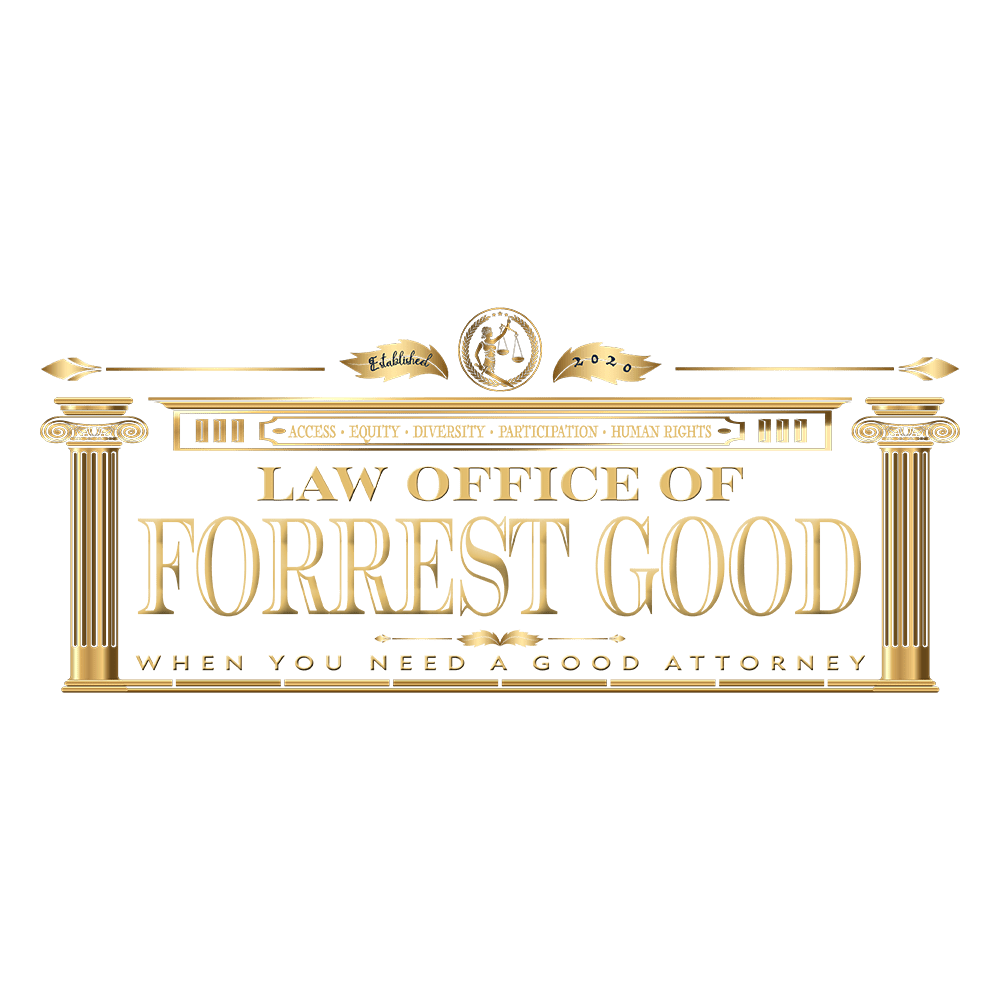 Established 2020
ACCESS • EQUITY • DIVERSITY • PARTICIPATION • HUMAN RIGHTS
LAW OFFICE OF
FORREST GOOD
WHEN YOU NEED A GOOD ATTORNEY